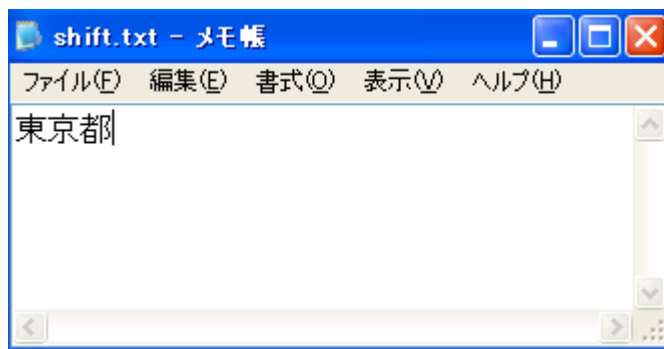 shift.txt - メモ帳
ファイル(F) 編集(E) 書式(O) 表示(V) ヘルプ(H)
東京都